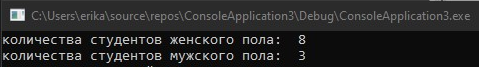 C:\Users\erika\source\repos\ConsoleApplication3\Debug\ConsoleApplication3.exe
количества студентов женского пола:  8
количества студентов мужского пола:  3